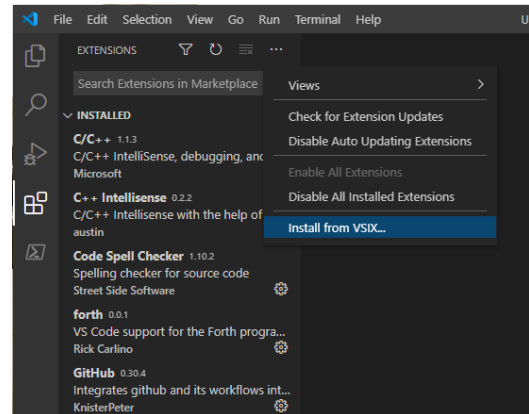 File Edit Selection View Go Run Terminal Help
EXTENSIONS
Search Extensions in Marketplace
Views
Check for Extension Updates
Disable Auto Updating Extensions
Enable All Extensions
Disable All Installed Extensions
Install from VSIX...
INSTALLED
C/C++ 1.1.3
C/C++ IntelliSense, debugging, and
Microsoft
C++ Intellisense 0.2.2
C/C++ Intellisense with the help of
austin
Code Spell Checker 1.10.2
Spelling checker for source code
Street Side Software
forth 0.0.1
VS Code support for the Forth progra...
Rick Carlino
GitHub 0.30.4
Integrates github and its workflows int...
KnisterPeter